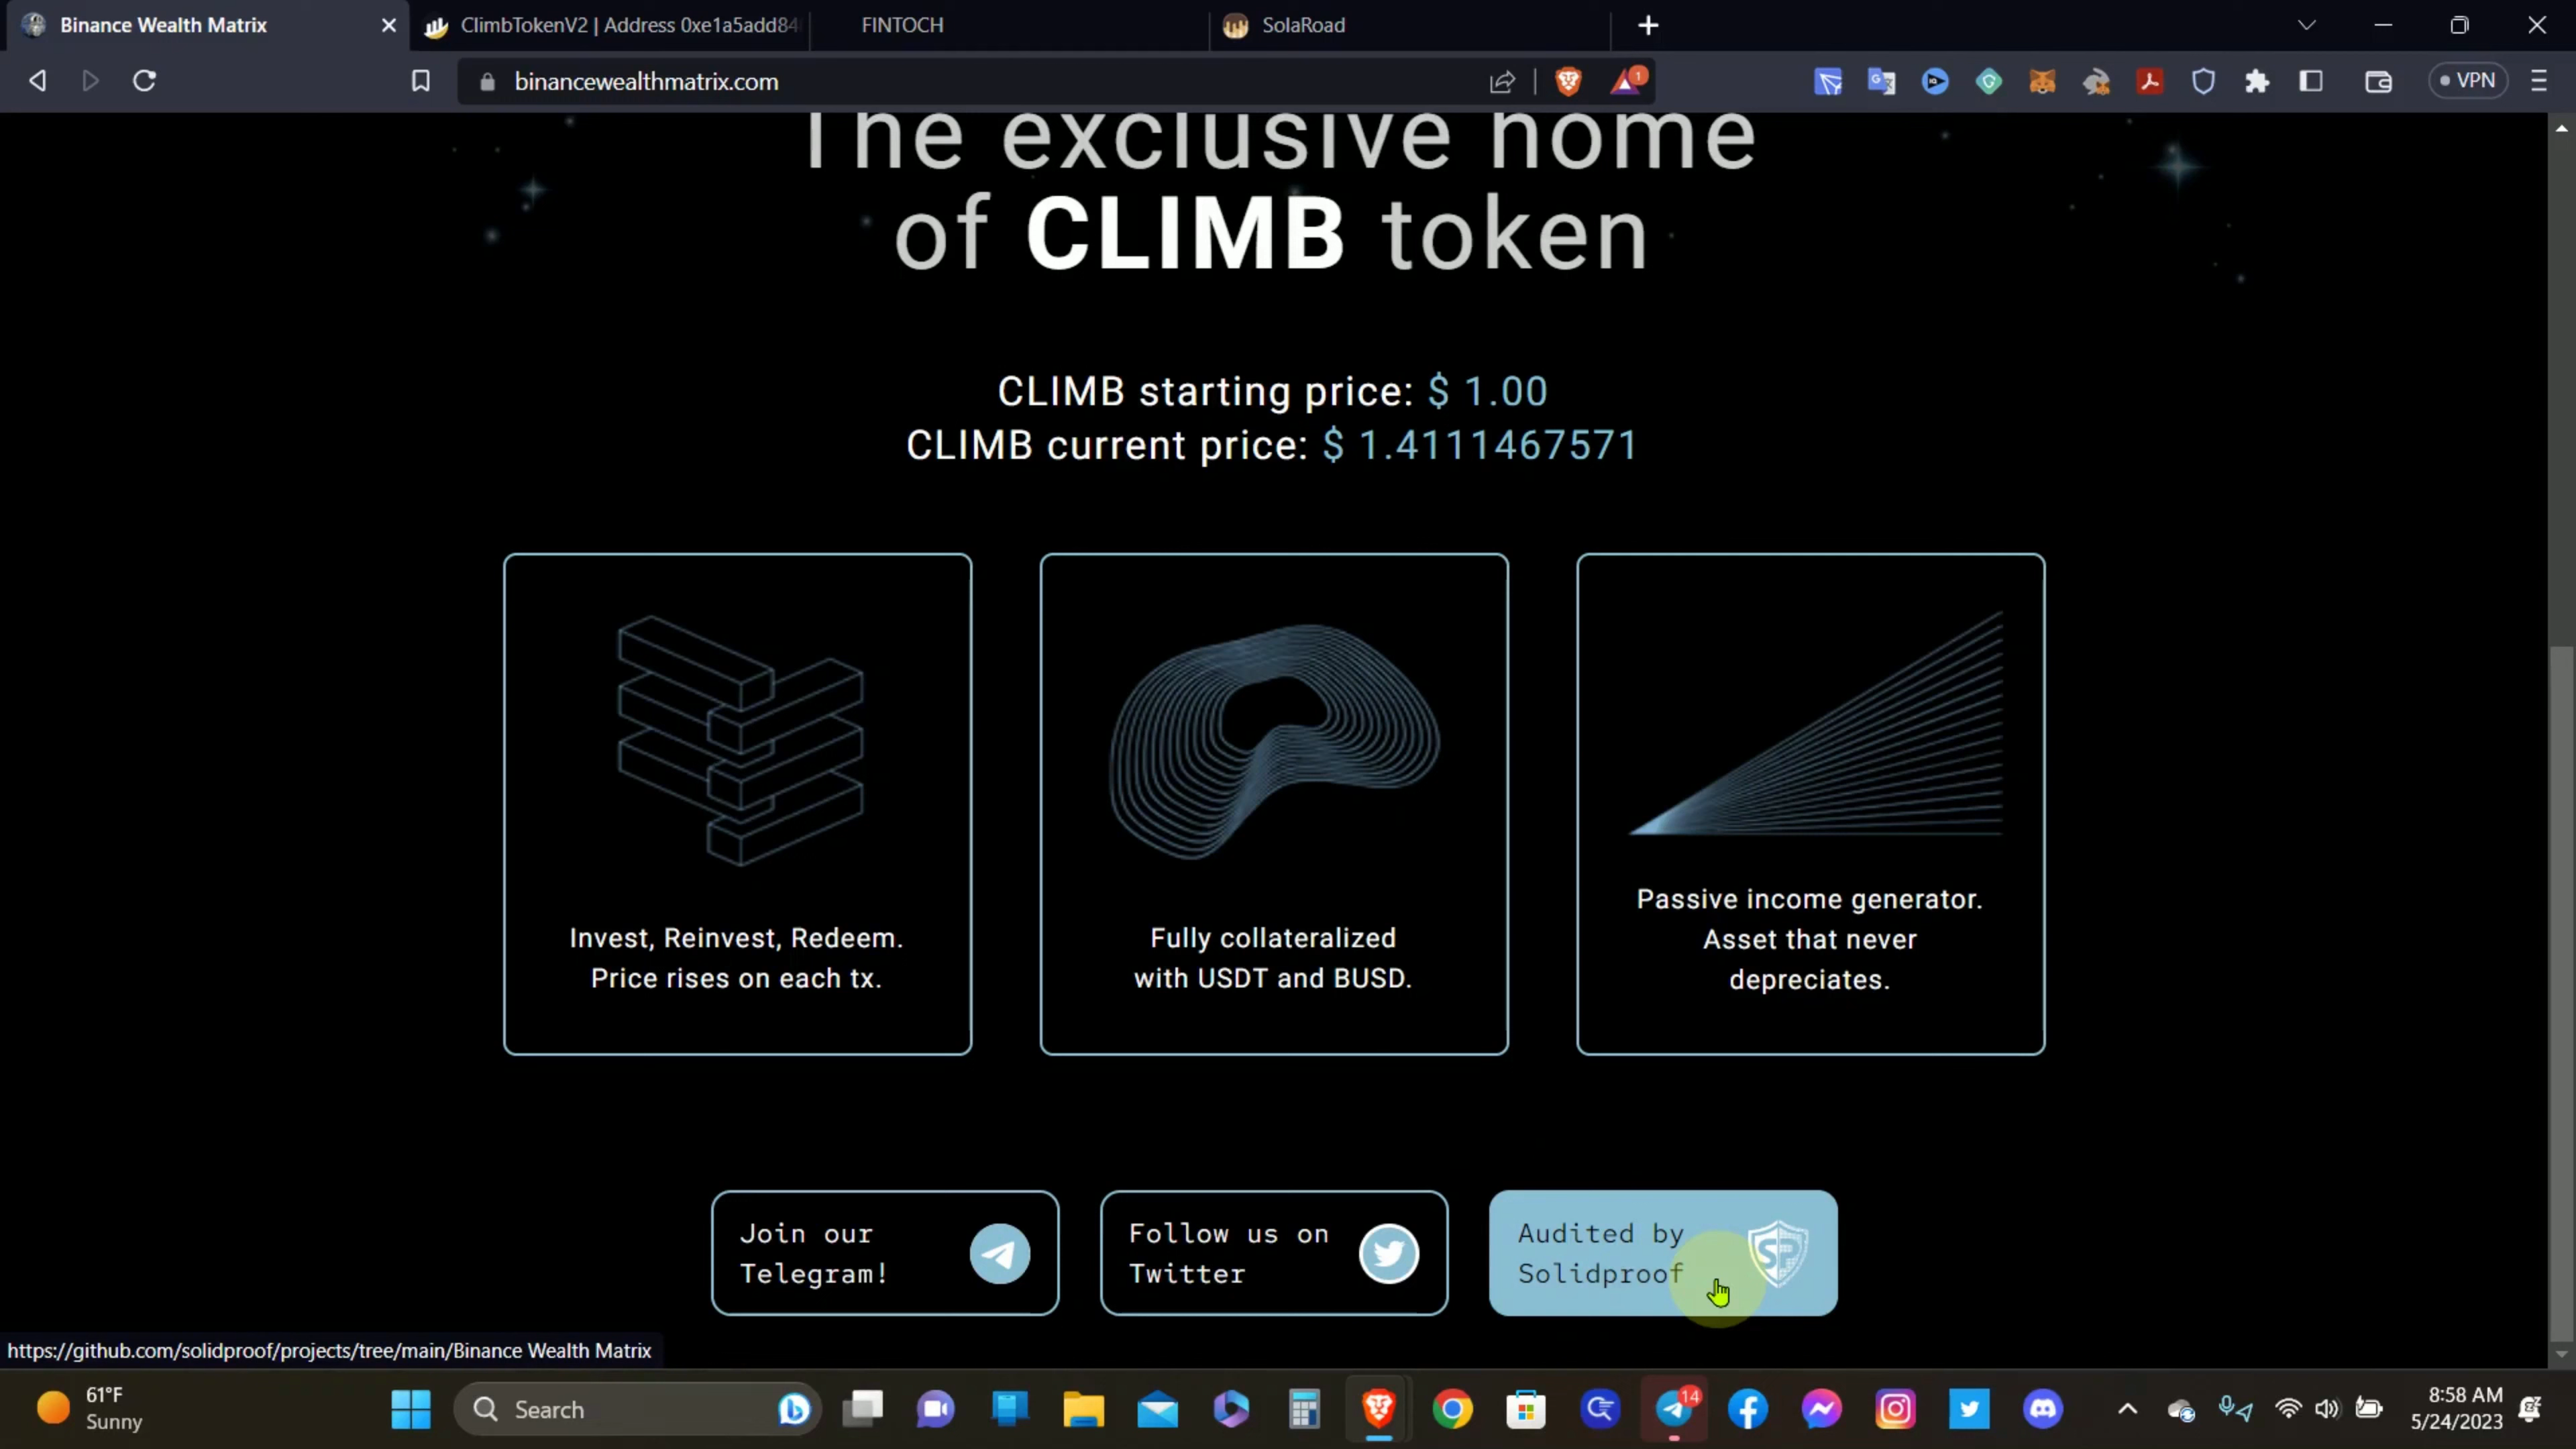 Binance Wealth Matrix
ClimbTokenV2 | Address 0xe1a5add84
FINTOCH
SolaRoad
binancewealthmatrix.com
1
VPN
The exclusive home
of CLIMB token
CLIMB starting price: $ 1.00
CLIMB current price: $ 1.4111467571
Invest, Reinvest, Redeem.
Price rises on each tx.
Fully collateralized
with USDT and BUSD.
Passive income generator.
Asset that never
depreciates.
Join our
Telegram!
Follow us on
Twitter
Audited by
Solidproof
SP
https://github.com/solidproof/projects/tree/main/Binance Wealth Matrix
61°F
Sunny
Search
14
8:58 AM
5/24/2023